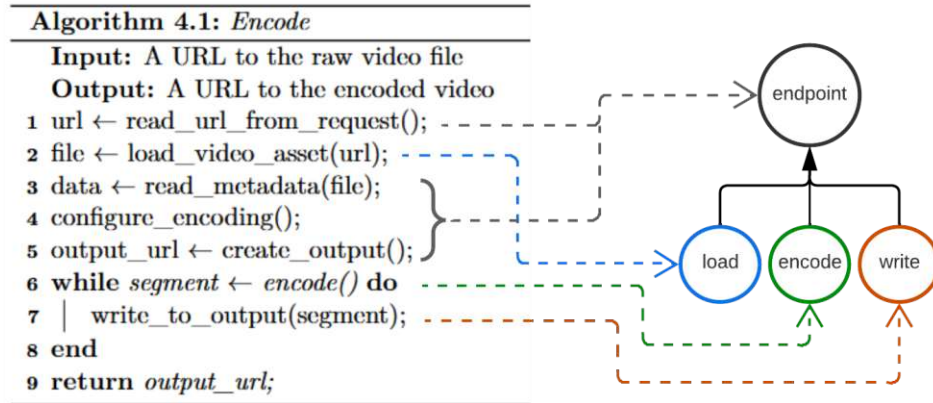 Algorithm 4.1: Encode
Input: A URL to the raw video file
Output: A URL to the encoded video
1 url ← read_url_from_request();
2 file ← load_video_asset(url);
3 data ← read_metadata(file);
4 configure_encoding();
5 output_url ← create_output();
6 while segment ← encode() do
7 write_to_output(segment);
8 end
9 return output_url;
endpoint
load encode write